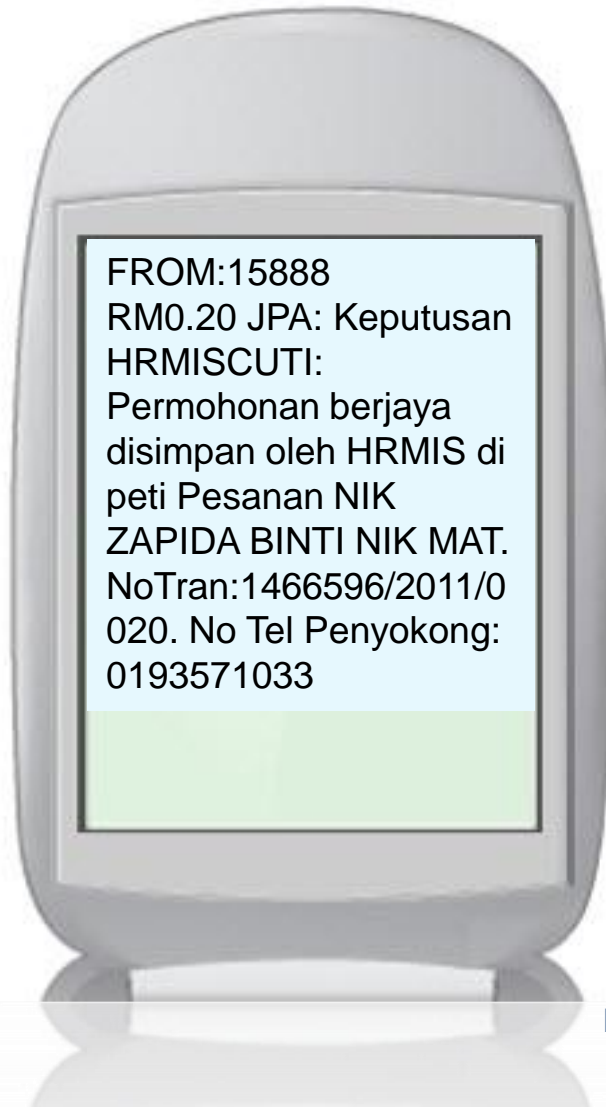 FROM:15888
RM0.20 JPA: Keputusan
HRMISCUTI:
Permohonan berjaya
disimpan oleh HRMIS di
peti Pesanan NIK
ZAPIDA BINTI NIK MAT.
NoTran:1466596/2011/0
020. No Tel Penyokong:
0193571033